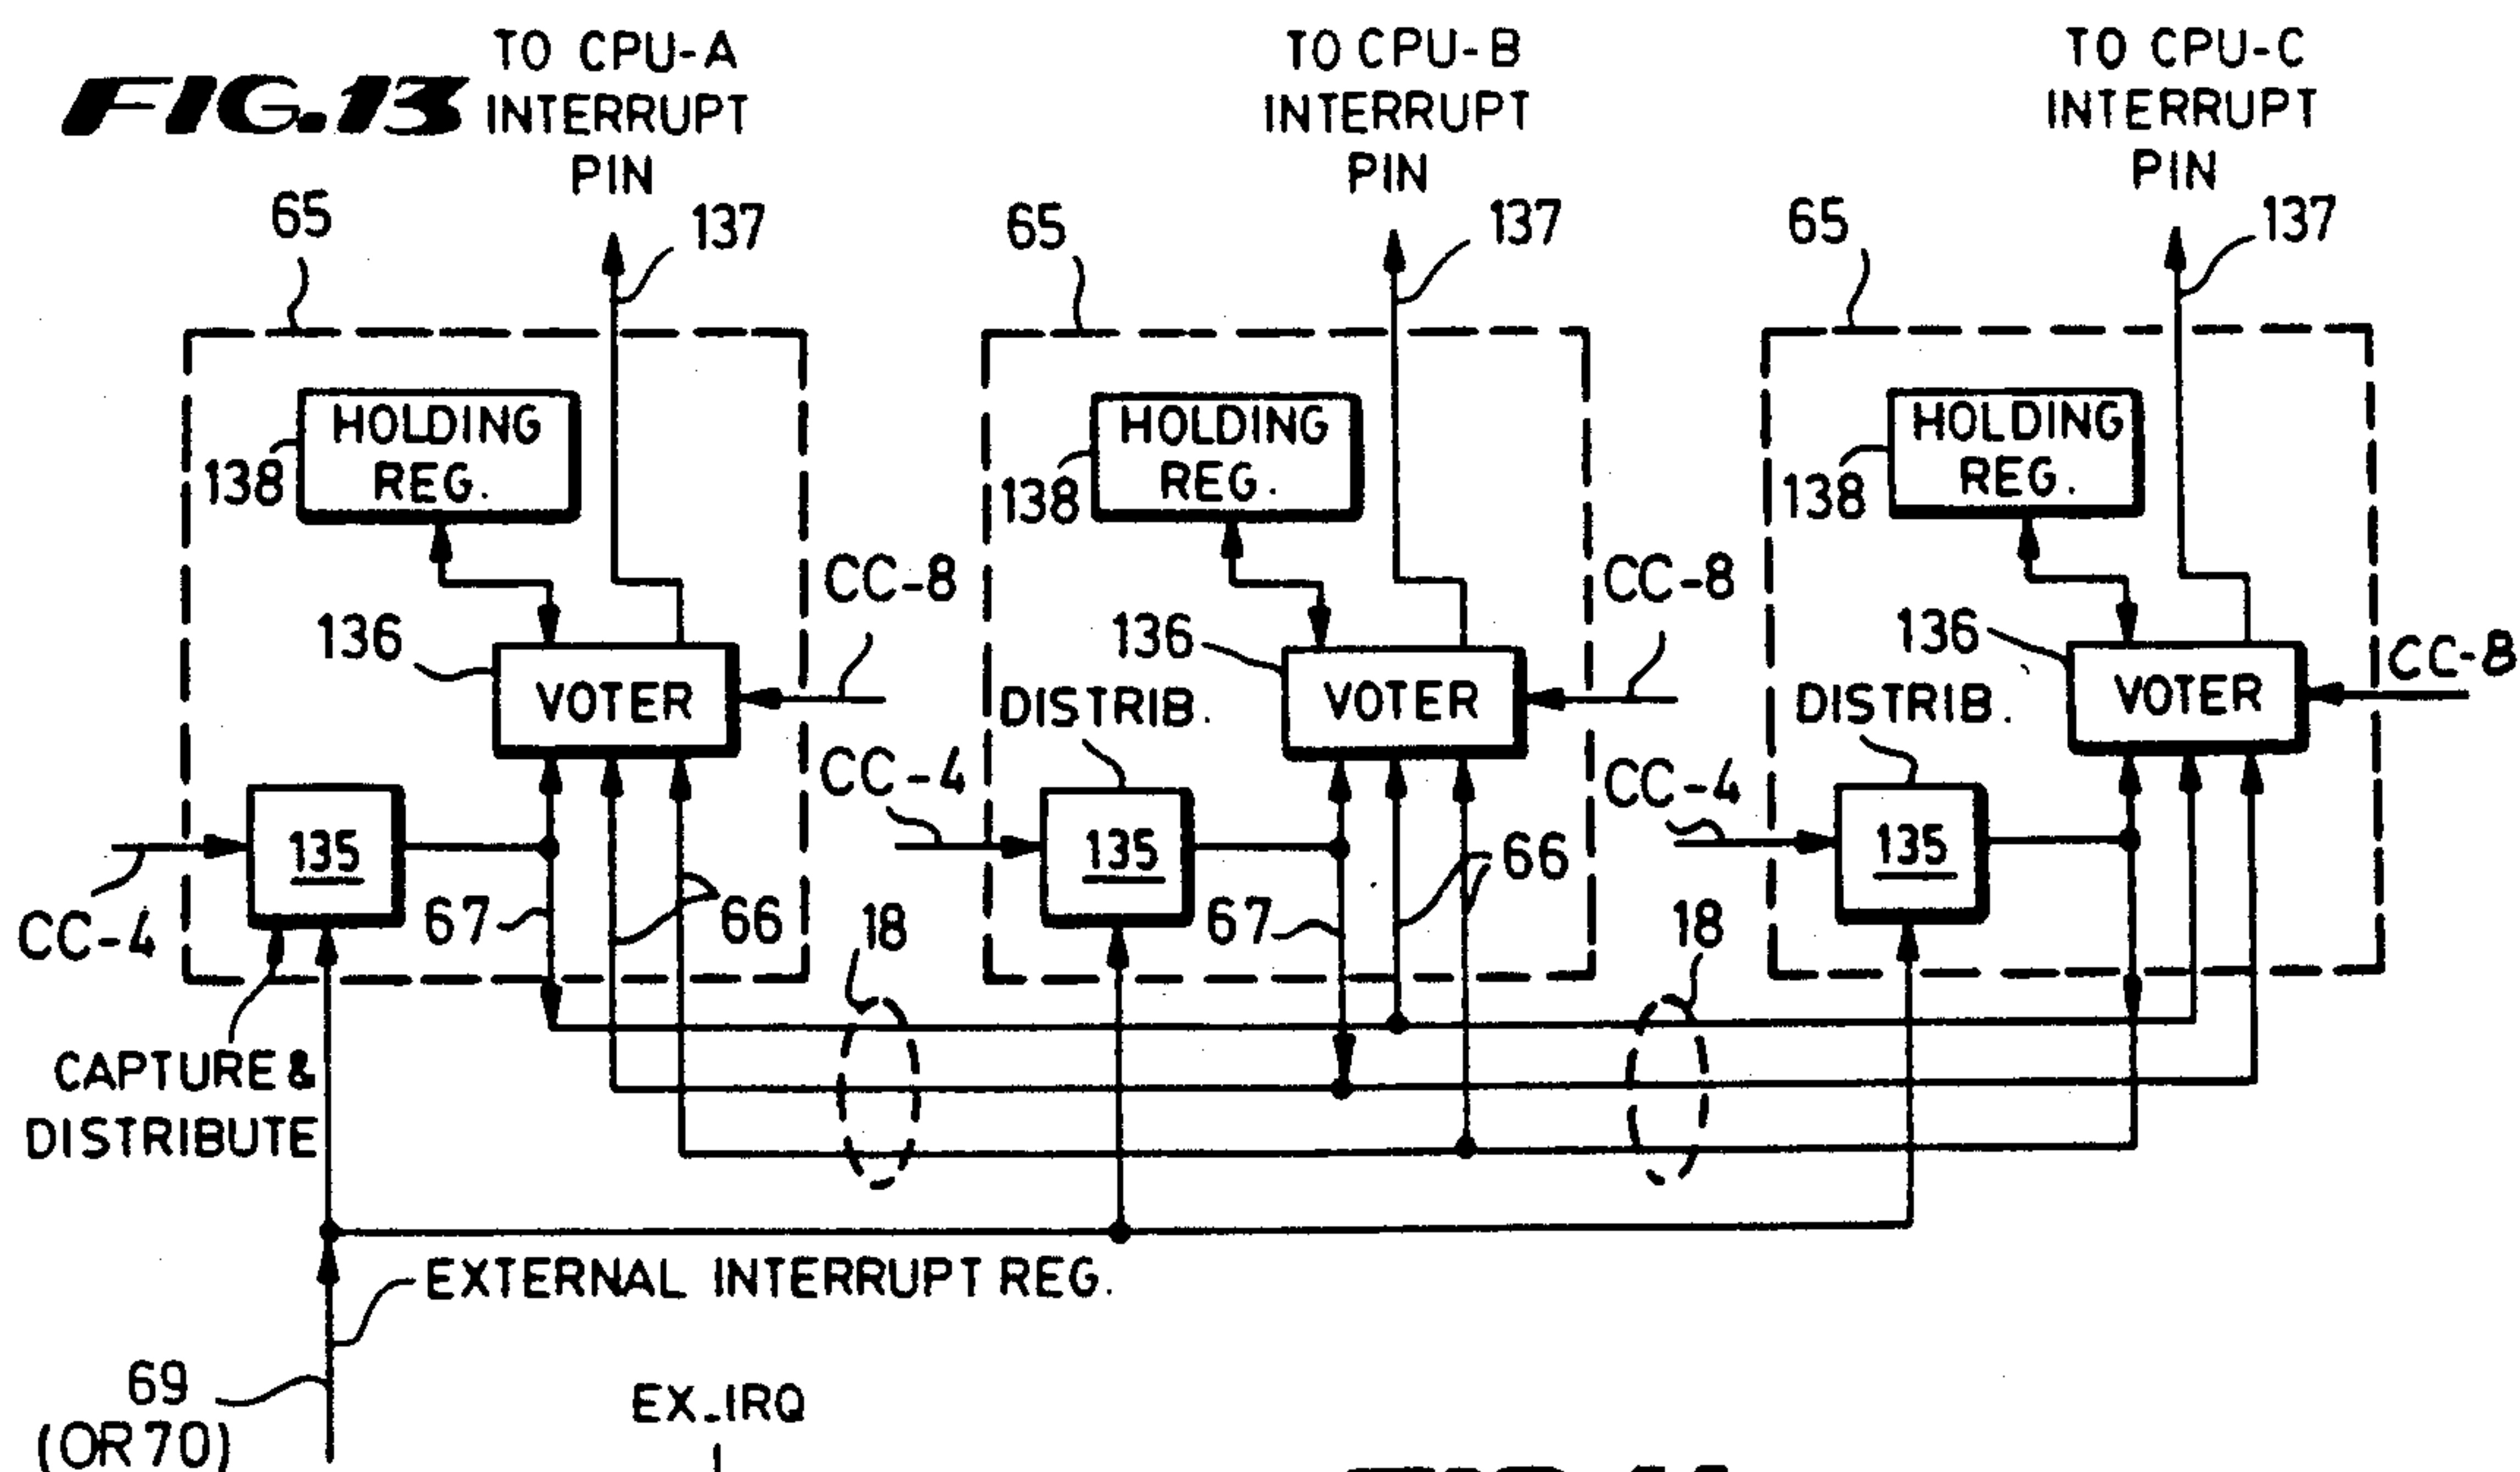 FIG.13
TO CPU-A
INTERRUPT
PIN
TO CPU-B
INTERRUPT
PIN
TO CPU-C
INTERRUPT
PIN
65
137
65
137
65
137
HOLDING
REG.
138
HOLDING
REG.
138
HOLDING
REG.
138
CC-8
CC-8
CC-8
136
VOTER
136
VOTER
136
VOTER
DISTRIB.
DISTRIB.
CC-4
CC-4
CC-4
135
135
135
67
66
18
67
66
18
CAPTURE &
DISTRIBUTE
EXTERNAL INTERRUPT REG.
69
(OR 70)
EX_IRQ